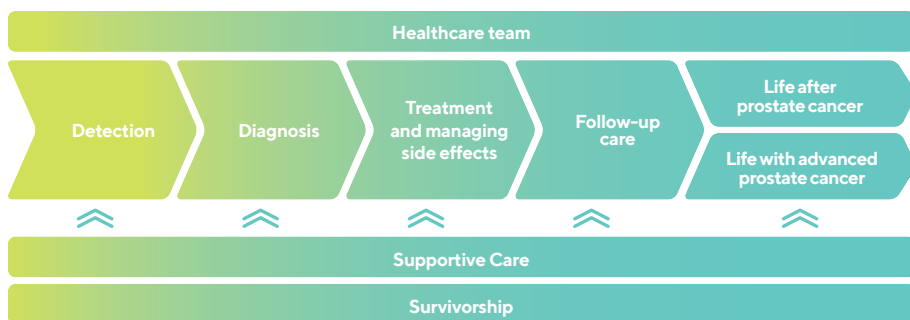 Healthcare team
Detection
Diagnosis
Treatment
and managing
side effects
Follow-up
care
Life after
prostate cancer
Life with advanced
prostate cancer
Supportive Care
Survivorship